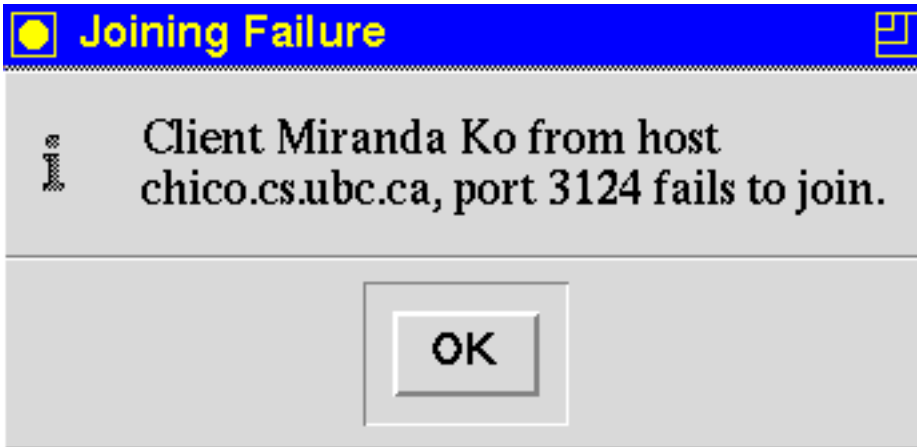 Joining Failure
Client Miranda Ko from host
chico.cs.ubc.ca, port 3124 fails to join.
OK